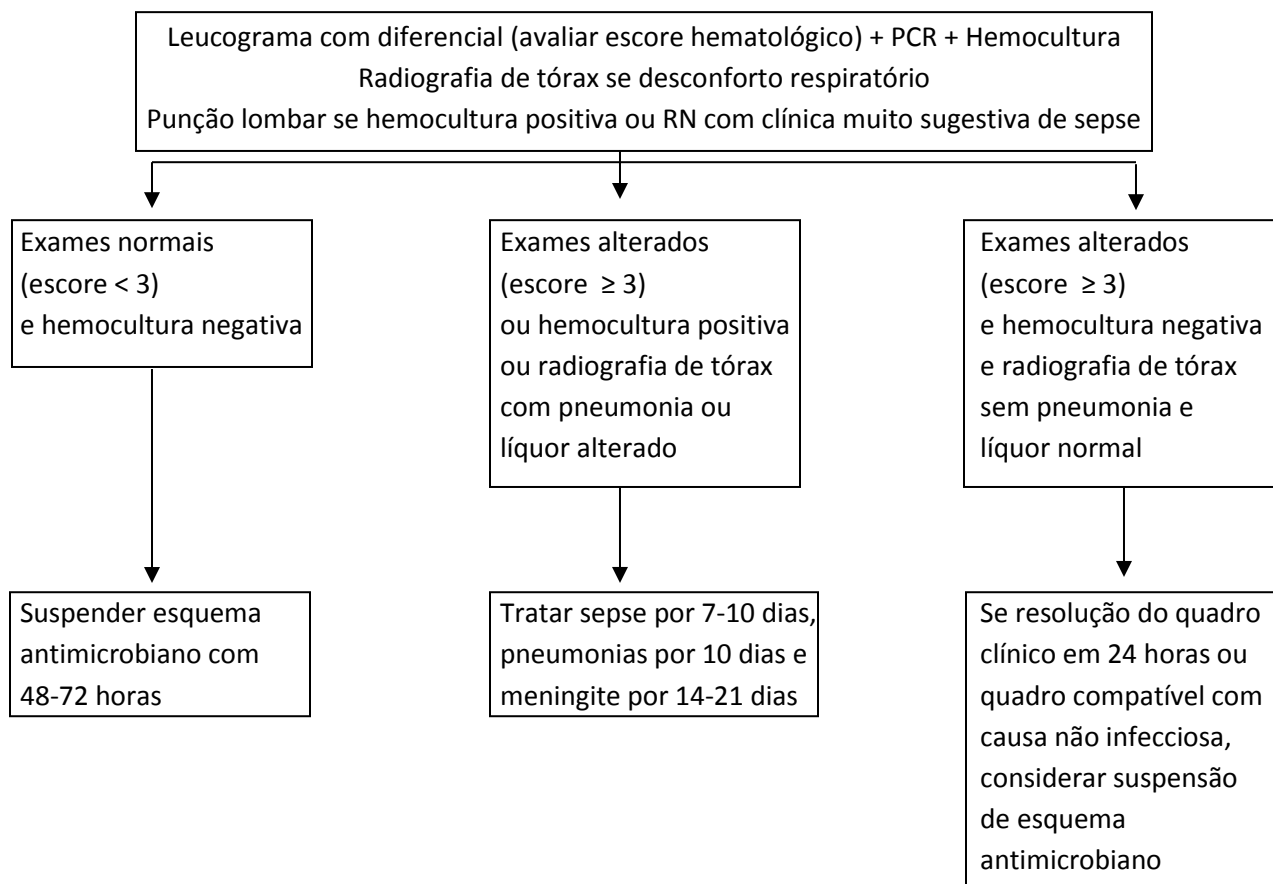 Leucograma com diferencial (avaliar escore hematológico) + PCR + Hemocultura
Radiografia de tórax se desconforto respiratório
Punção lombar se hemocultura positiva ou RN com clínica muito sugestiva de sepse
Exames normais
(escore < 3)
e hemocultura negativa
Exames alterados
(escore ≥ 3)
ou hemocultura positiva
ou radiografia de tórax
com pneumonia ou
líquor alterado
Exames alterados
(escore ≥ 3)
e hemocultura negativa
e radiografia de tórax
sem pneumonia e
líquor normal
Suspender esquema
antimicrobiano com
48-72 horas
Tratar sepse por 7-10 dias,
pneumonias por 10 dias e
meningite por 14-21 dias
Se resolução do quadro
clínico em 24 horas ou
quadro compatível com
causa não infecciosa,
considerar suspensão
de esquema
antimicrobiano